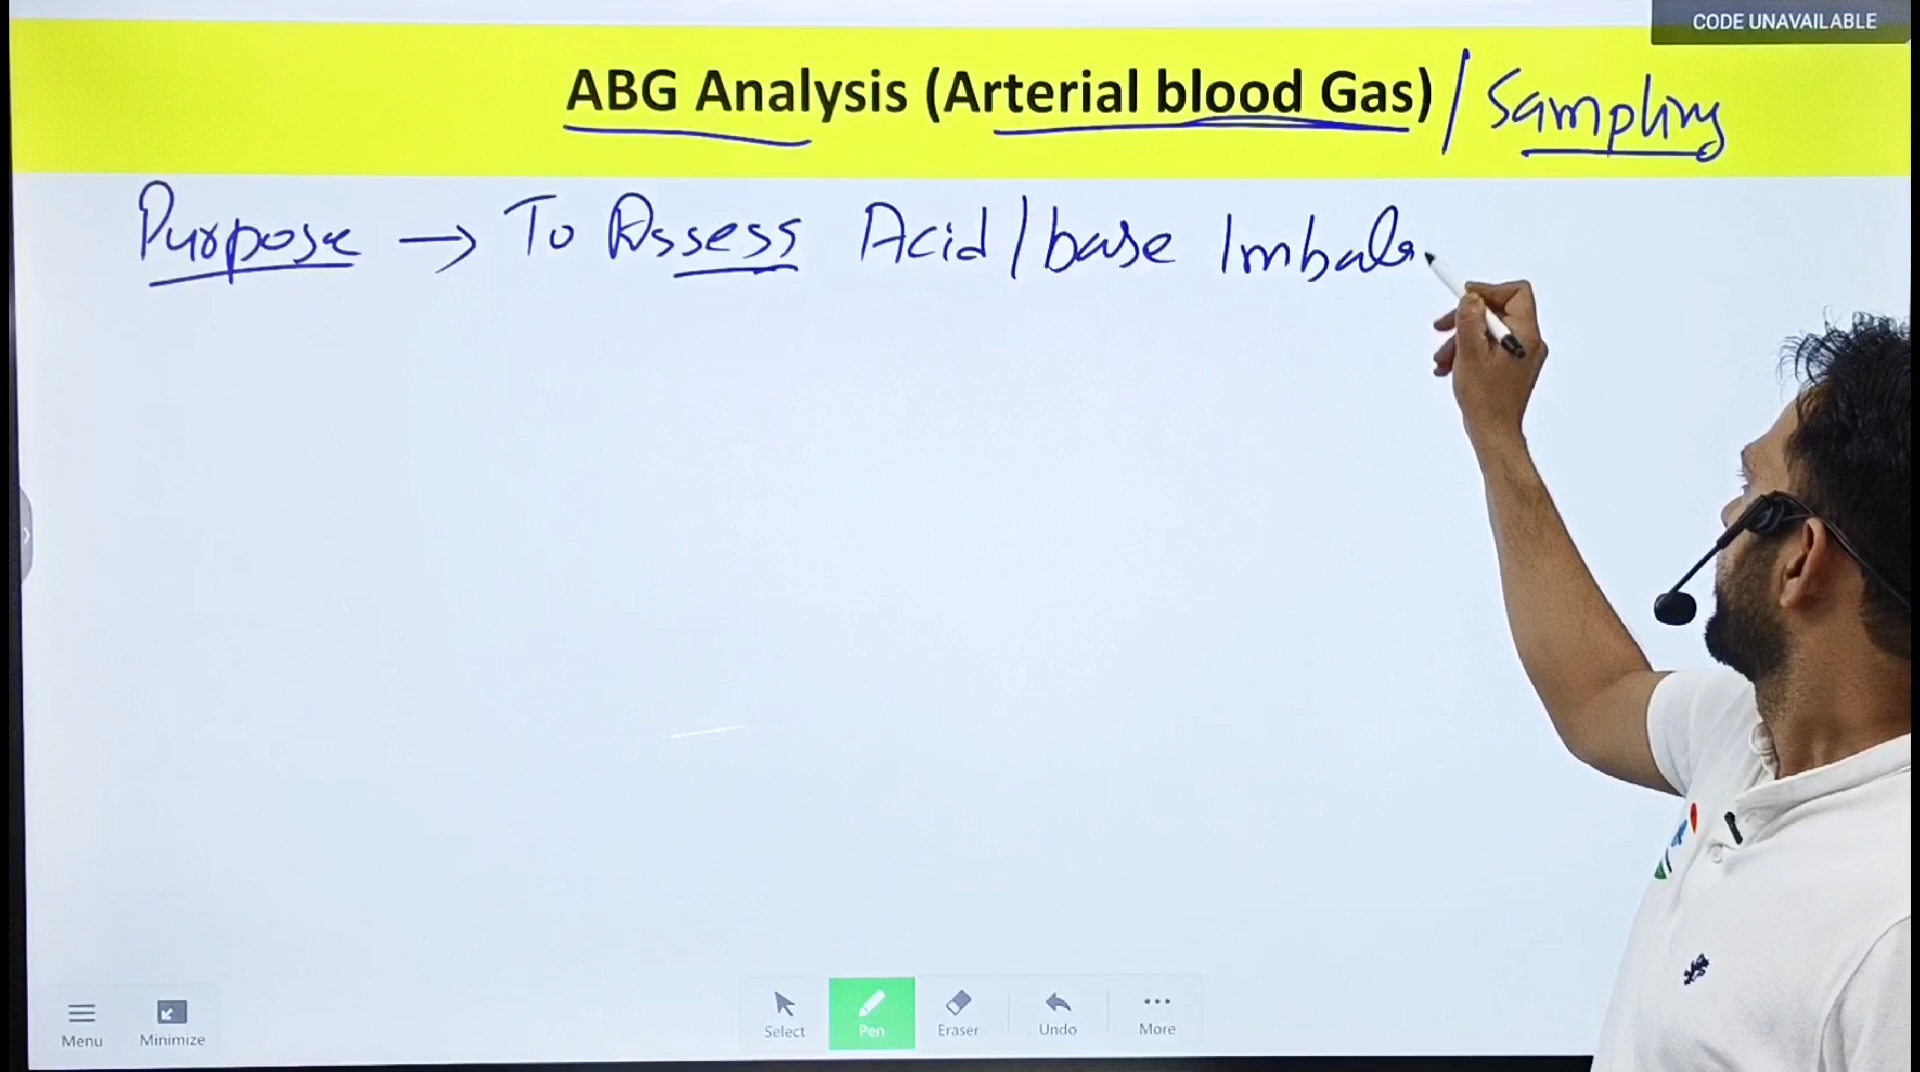 CODE UNAVAILABLE
ABG Analysis (Arterial blood Gas) / Sampling
Purpose → To Assess Acid/base Imbala
Menu
Minimize
Select
Pen
Eraser
Undo
More